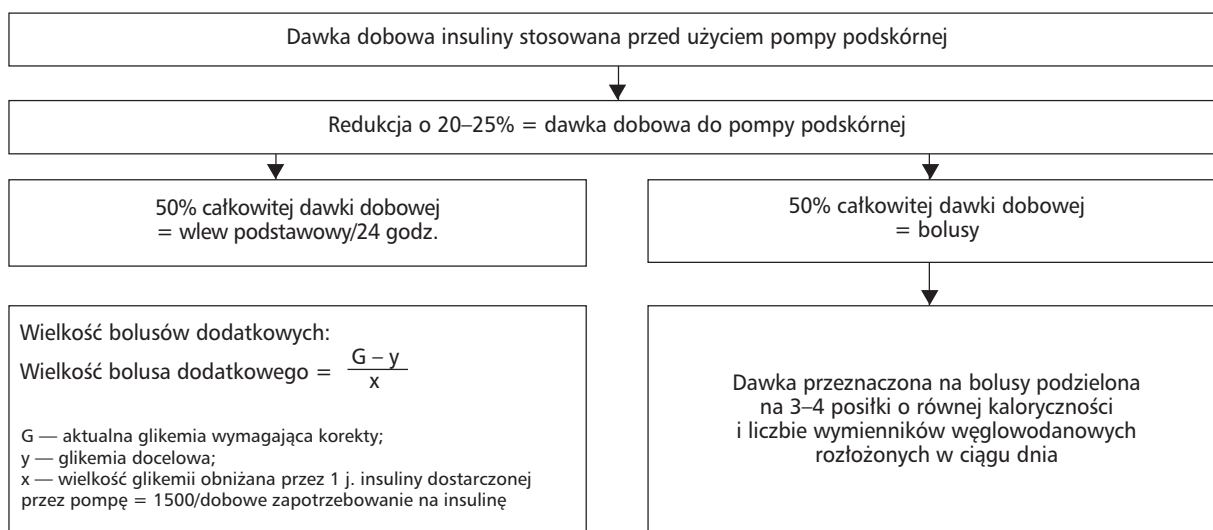 Dawka dobowa insuliny stosowana przed użyciem pompy podskórnej
Redukcja o 20–25% = dawka dobowa do pompy podskórnej
50% całkowitej dawki dobowej
= wlew podstawowy/24 godz.
50% całkowitej dawki dobowej
= bolusy
Wielkość bolusów dodatkowych:
Wielkość bolusa dodatkowego = G – y
x
G — aktualna glikemia wymagająca korekty;
y — glikemia docelowa;
x — wielkość glikemii obniżana przez 1 j. insuliny dostarczonej
przez pompę = 1500/dobowe zapotrzebowanie na insulinę
Dawka przeznaczona na bolusy podzielona
na 3–4 posiłki o równej kaloryczności
i liczbie wymienników węglowodanowych
rozłożonych w ciągu dnia